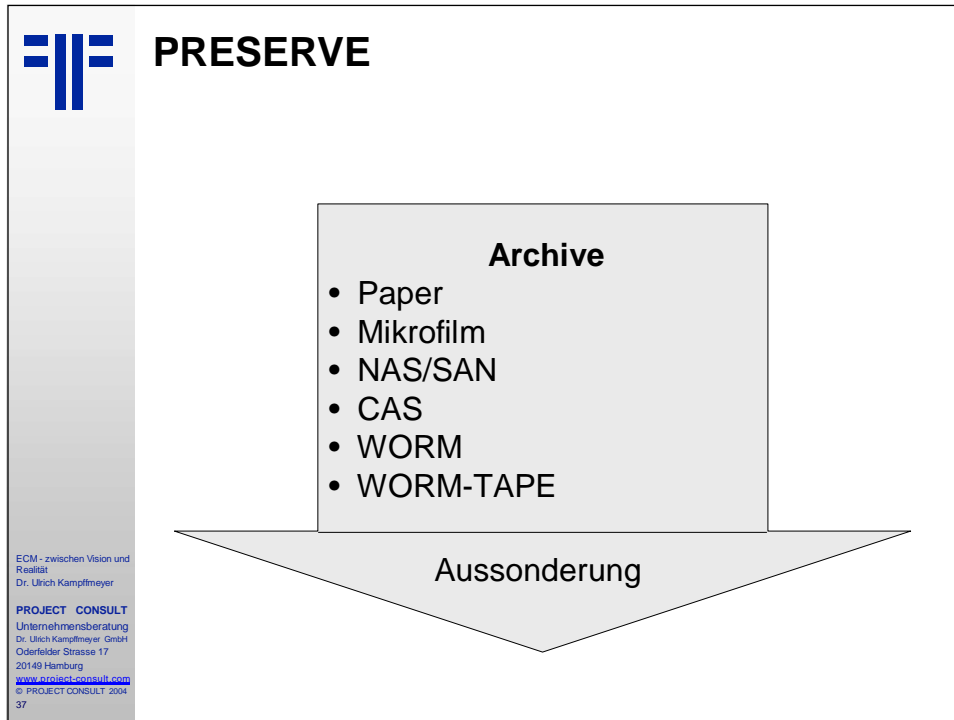 PRESERVE
Archive
• Paper
• Mikrofilm
• NAS/SAN
• CAS
• WORM
• WORM-TAPE
Aussonderung
ECM - zwischen Vision und
Realität
Dr. Ulrich Kampffmeyer
PROJECT CONSULT
Unternehmensberatung
Dr. Ulrich Kampffmeyer GmbH
Oderfelder Strasse 17
20149 Hamburg
www.project-consult.com
© PROJECT CONSULT 2004
37